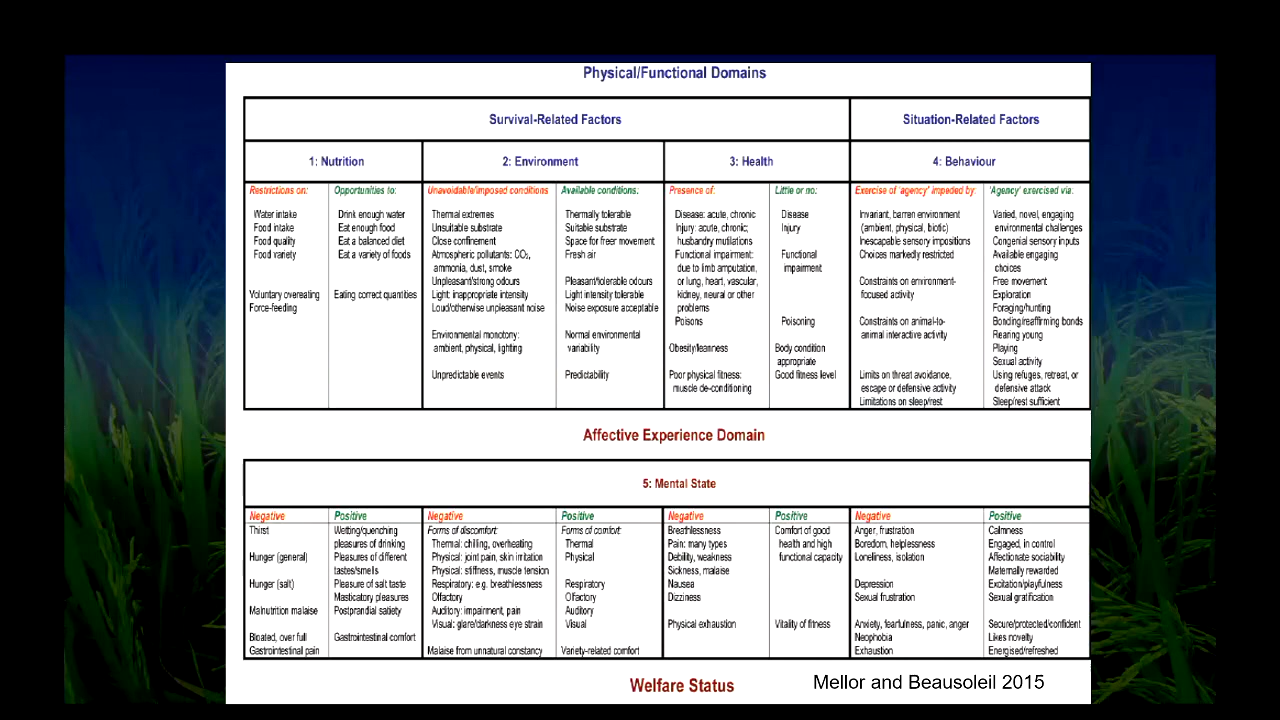 Physical/Functional Domains
Survival-Related Factors
Situation-Related Factors
1: Nutrition
2: Environment
3: Health
4: Behaviour
Restrictions on:
Water intake
Food intake
Food quality
Food variety
Voluntary overeating
Force-feeding
Opportunities to:
Drink enough water
Eat enough food
Eat a balanced diet
Eat a variety of foods
Eating correct quantities
Unavoidable/imposed conditions
Thermal extremes
Unsuitable substrate
Close confinement
Atmospheric pollutants: CO₂,
ammonia, dust, smoke
Unpleasant/strong odours
Light: inappropriate intensity
Loud/otherwise unpleasant noise
Environmental monotony:
ambient, physical, lighting
Unpredictable events
Available conditions:
Thermally tolerable
Suitable substrate
Space for freer movement
Fresh air
Pleasant/tolerable odours
Light intensity tolerable
Noise exposure acceptable
Normal environmental
variability
Predictability
Presence of:
Disease: acute, chronic
Injury: acute, chronic;
husbandry mutilations
Functional impairment:
due to limb amputation,
or lung, heart, vascular,
kidney, neural or other
problems
Poisons
Obesity/leanness
Poor physical fitness:
muscle de-conditioning
Little or no:
Disease
Injury
Functional
impairment
Poisoning
Body condition
appropriate
Good fitness level
Exercise of 'agency' impeded by:
Invariant, barren environment
(ambient, physical, biotic)
Inescapable sensory impositions
Choices markedly restricted
Constraints on environment-
focused activity
Constraints on animal-to-
animal interactive activity
Limits on threat avoidance,
escape or defensive activity
Limitations on sleep/rest
'Agency' exercised via:
Varied, novel, engaging
environmental challenges
Congenial sensory inputs
Available engaging
choices
Free movement
Exploration
Foraging/hunting
Bonding/reaffirming bonds
Rearing young
Playing
Sexual activity
Using refuges, retreat, or
defensive attack
Sleep/rest sufficient
Affective Experience Domain
5: Mental State
Negative
Thirst
Hunger (general)
Hunger (salt)
Malnutrition malaise
Bloated, over full
Gastrointestinal pain
Positive
Wetting/quenching
pleasures of drinking
Pleasures of different
tastes/smells
Pleasure of salt taste
Masticatory pleasures
Postprandial satiety
Gastrointestinal comfort
Negative
Forms of discomfort:
Thermal: chilling, overheating
Physical: joint pain, skin irritation
Physical: stiffness, muscle tension
Respiratory: e.g. breathlessness
Olfactory
Auditory: impairment, pain
Visual: glare/darkness eye strain
Malaise from unnatural constancy
Positive
Forms of comfort:
Thermal
Physical
Respiratory
Olfactory
Auditory
Visual
Variety-related comfort
Negative
Breathlessness
Pain: many types
Debility, weakness
Sickness, malaise
Nausea
Dizziness
Physical exhaustion
Positive
Comfort of good
health and high
functional capacity
Vitality of fitness
Negative
Anger, frustration
Boredom, helplessness
Loneliness, isolation
Depression
Sexual frustration
Anxiety, fearfulness, panic, anger
Neophobia
Exhaustion
Positive
Calmness
Engaged, in control
Affectionate sociability
Maternally rewarded
Excitation/playfulness
Sexual gratification
Secure/protected/confident
Likes novelty
Energised/refreshed
Welfare Status
Mellor and Beausoleil 2015